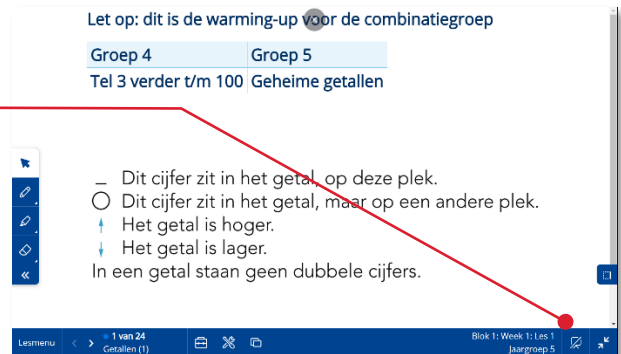 Let op: dit is de warming-up voor de combinatiegroep
Groep 4 Groep 5
Tel 3 verder t/m 100 Geheime getallen
_ Dit cijfer zit in het getal, op deze plek.
○ Dit cijfer zit in het getal, maar op een andere plek.
↑ Het getal is hoger.
↓ Het getal is lager.
In een getal staan geen dubbele cijfers.
Lesmenu
1 van 24
Getallen (1)
Blok 1: Week 1: Les 1
Jaargroep 5